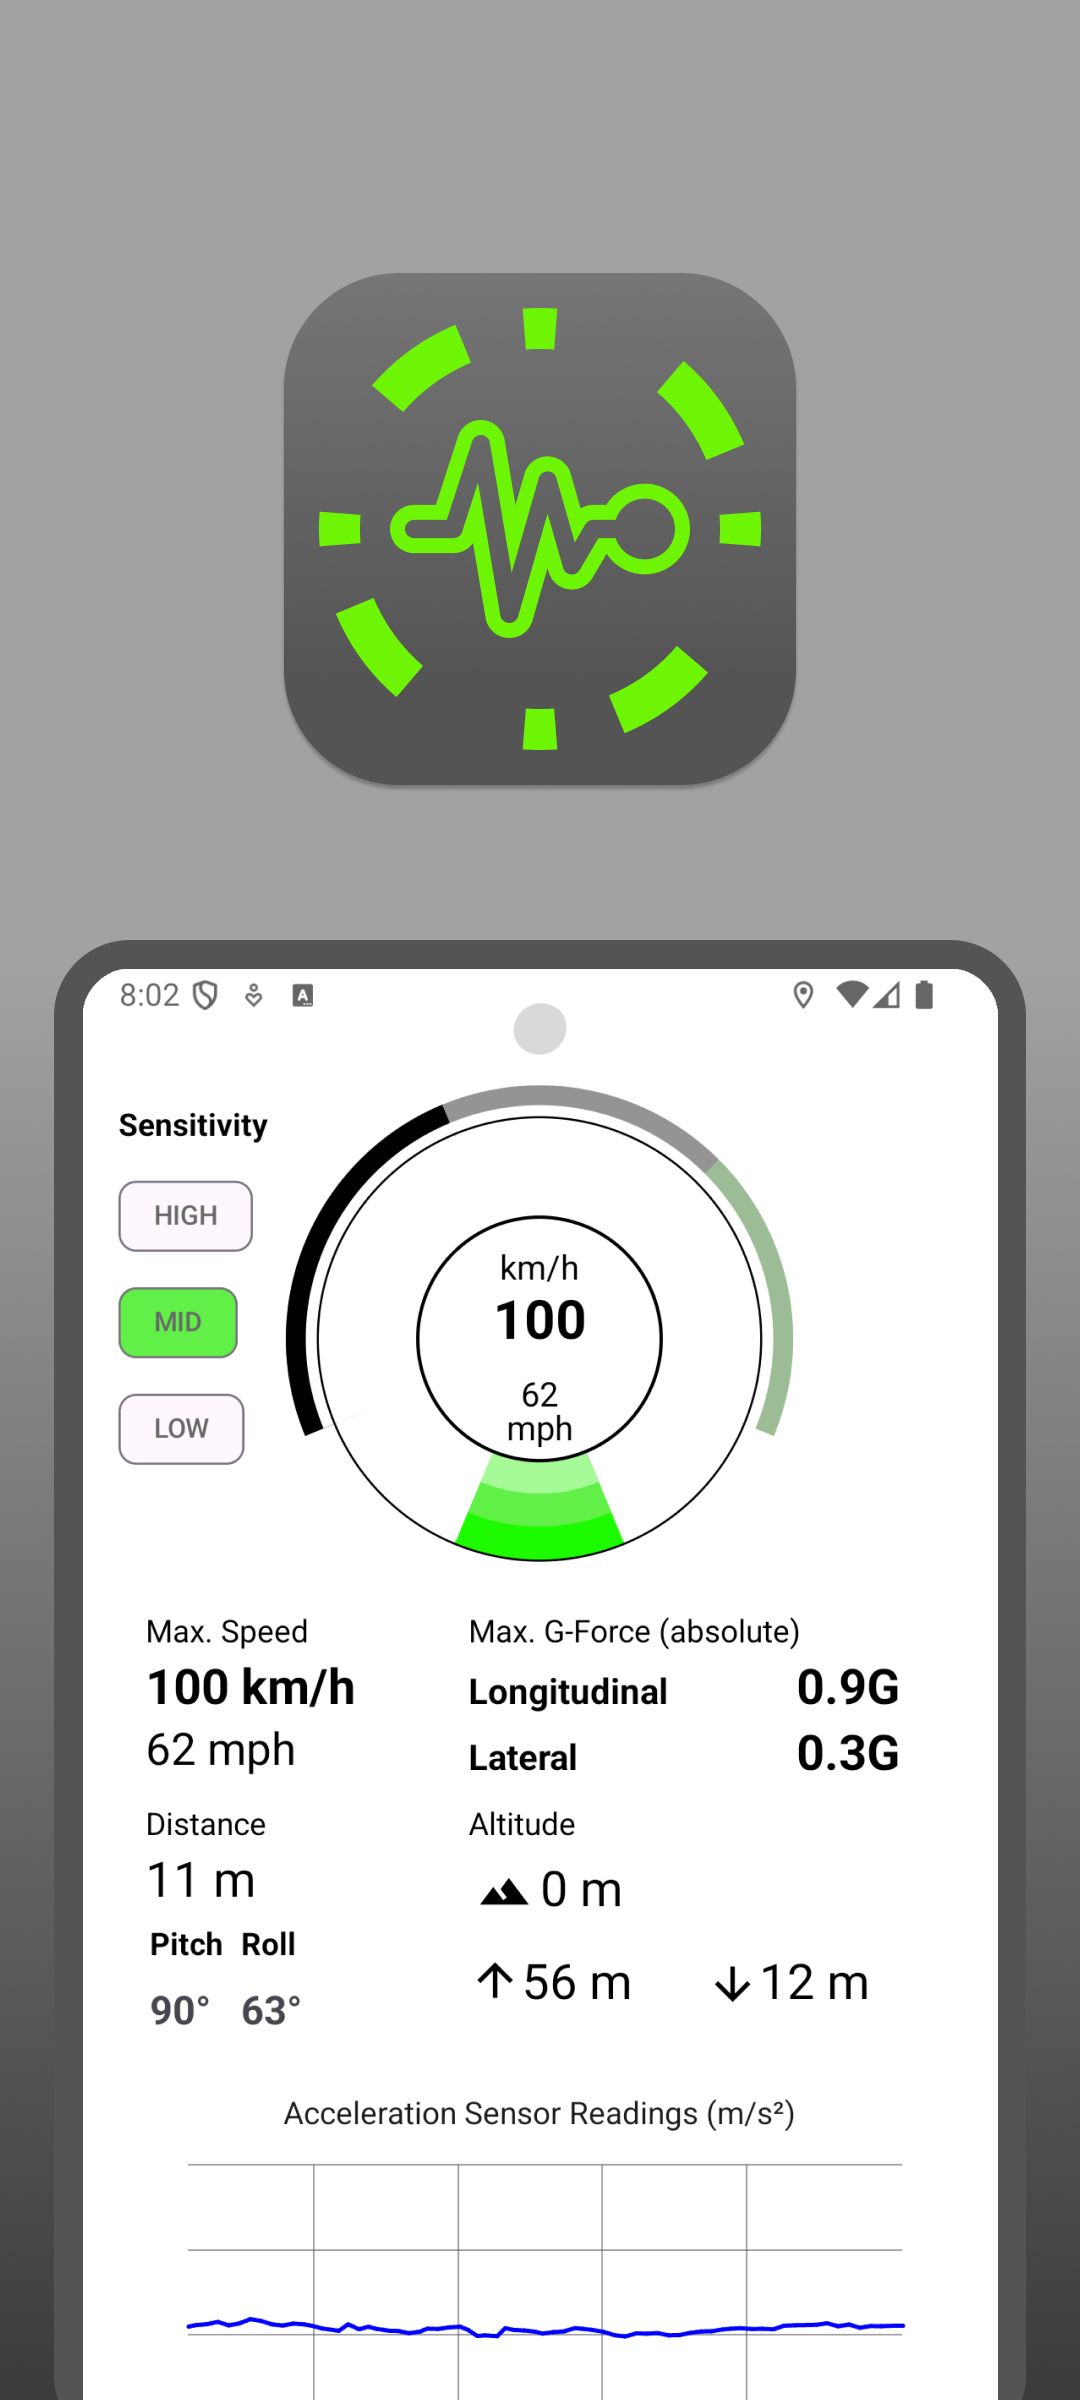 8:02
A
Sensitivity
HIGH
MID
LOW
km/h
100
62
mph
Max. Speed
100 km/h
62 mph
Max. G-Force (absolute)
Longitudinal 0.9G
Lateral 0.3G
Distance
11 m
Altitude
0 m
Pitch Roll
90° 63°
56 m 12 m
Acceleration Sensor Readings (m/s²)